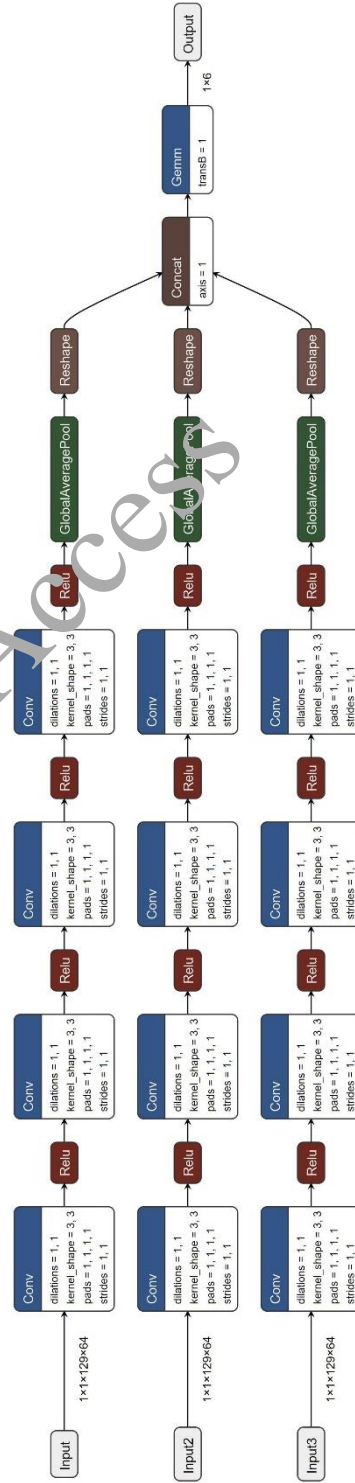 Input
1×1×129×64
Conv
dilations = 1, 1
kernel_shape = 3, 3
pads = 1, 1, 1, 1
strides = 1, 1
Relu
Conv
dilations = 1, 1
kernel_shape = 3, 3
pads = 1, 1, 1, 1
strides = 1, 1
Relu
Conv
dilations = 1, 1
kernel_shape = 3, 3
pads = 1, 1, 1, 1
strides = 1, 1
Relu
Conv
dilations = 1, 1
kernel_shape = 3, 3
pads = 1, 1, 1, 1
strides = 1, 1
Relu
GlobalAveragePool
Reshape
Input2
1×1×129×64
Conv
dilations = 1, 1
kernel_shape = 3, 3
pads = 1, 1, 1, 1
strides = 1, 1
Relu
Conv
dilations = 1, 1
kernel_shape = 3, 3
pads = 1, 1, 1, 1
strides = 1, 1
Relu
Conv
dilations = 1, 1
kernel_shape = 3, 3
pads = 1, 1, 1, 1
strides = 1, 1
Relu
Conv
dilations = 1, 1
kernel_shape = 3, 3
pads = 1, 1, 1, 1
strides = 1, 1
Relu
GlobalAveragePool
Reshape
Input3
1×1×129×64
Conv
dilations = 1, 1
kernel_shape = 3, 3
pads = 1, 1, 1, 1
strides = 1, 1
Relu
Conv
dilations = 1, 1
kernel_shape = 3, 3
pads = 1, 1, 1, 1
strides = 1, 1
Relu
Conv
dilations = 1, 1
kernel_shape = 3, 3
pads = 1, 1, 1, 1
strides = 1, 1
Relu
Conv
dilations = 1, 1
kernel_shape = 3, 3
pads = 1, 1, 1, 1
strides = 1, 1
Relu
GlobalAveragePool
Reshape
Concat
axis = 1
Gemm
transB = 1
1×6
Output
Access